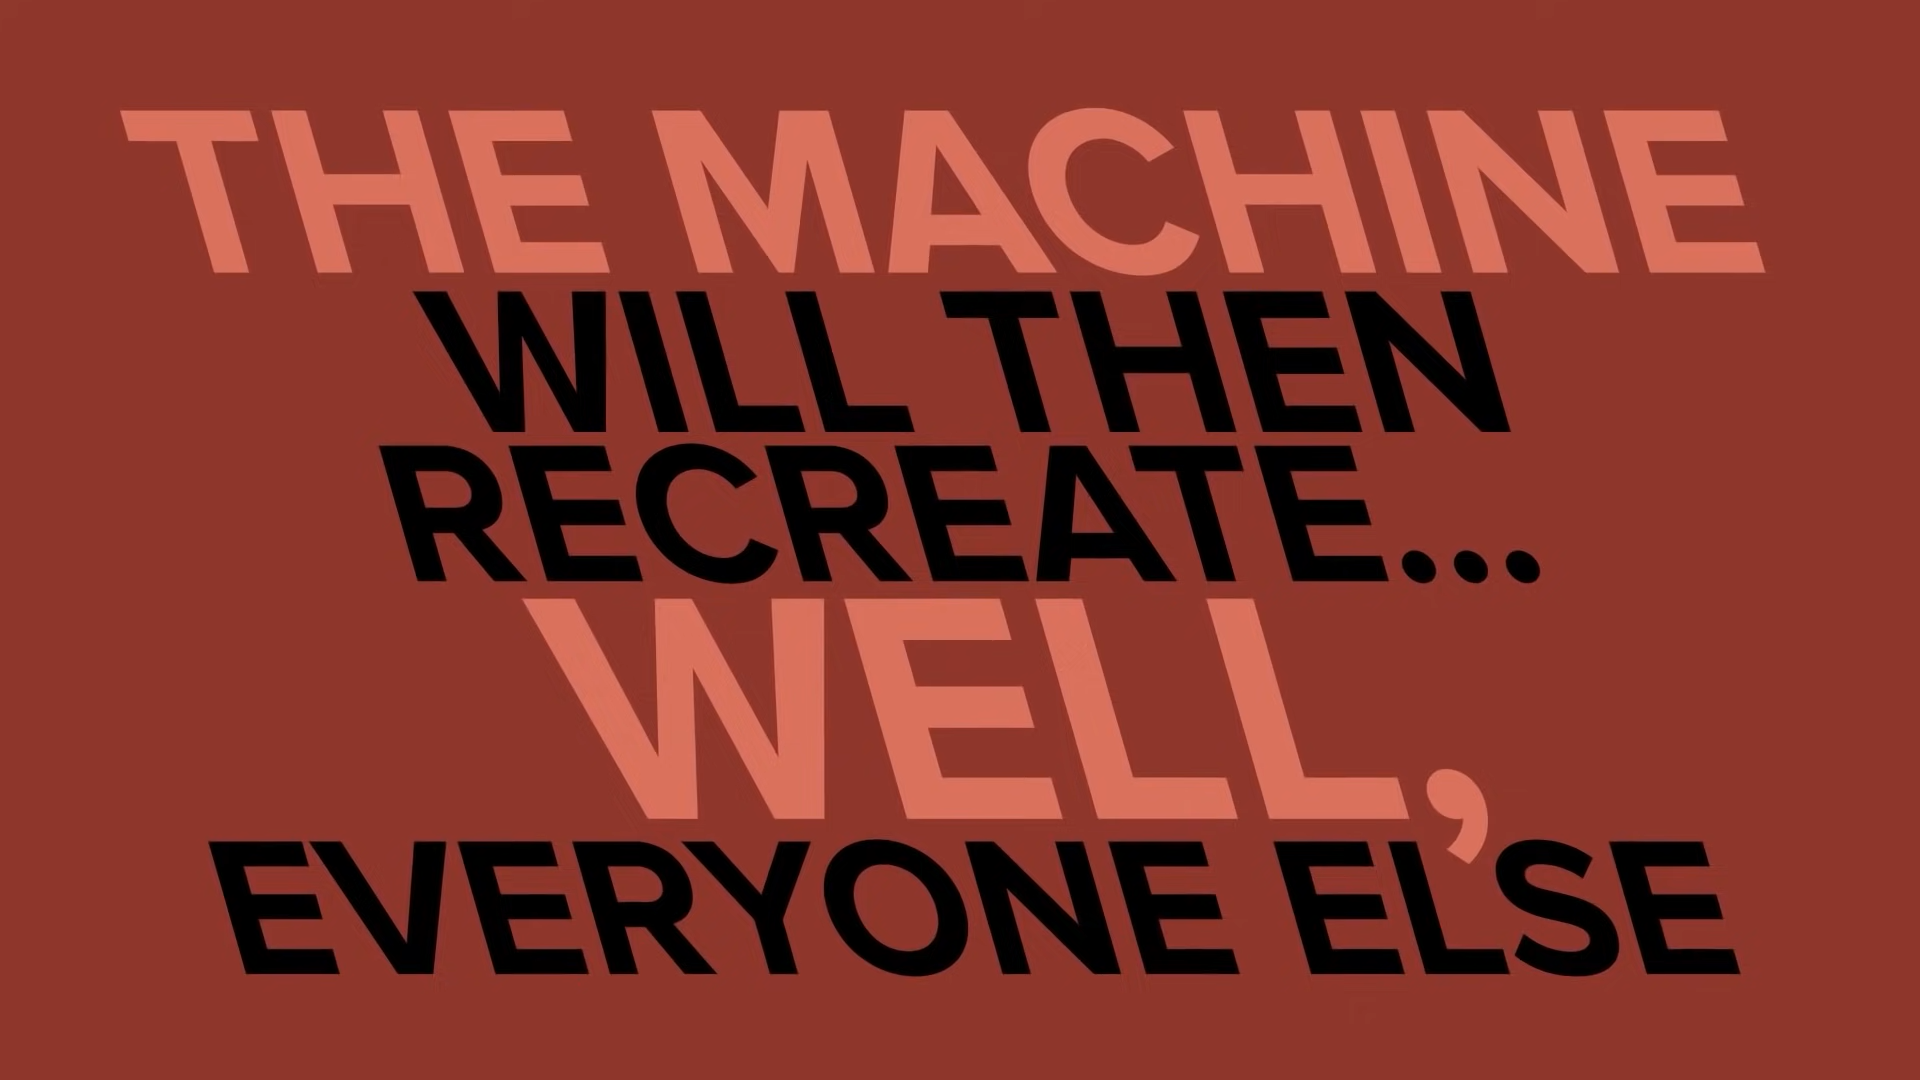 THE MACHINE
WILL THEN
RECREATE...
WELL,
EVERYONE ELSE